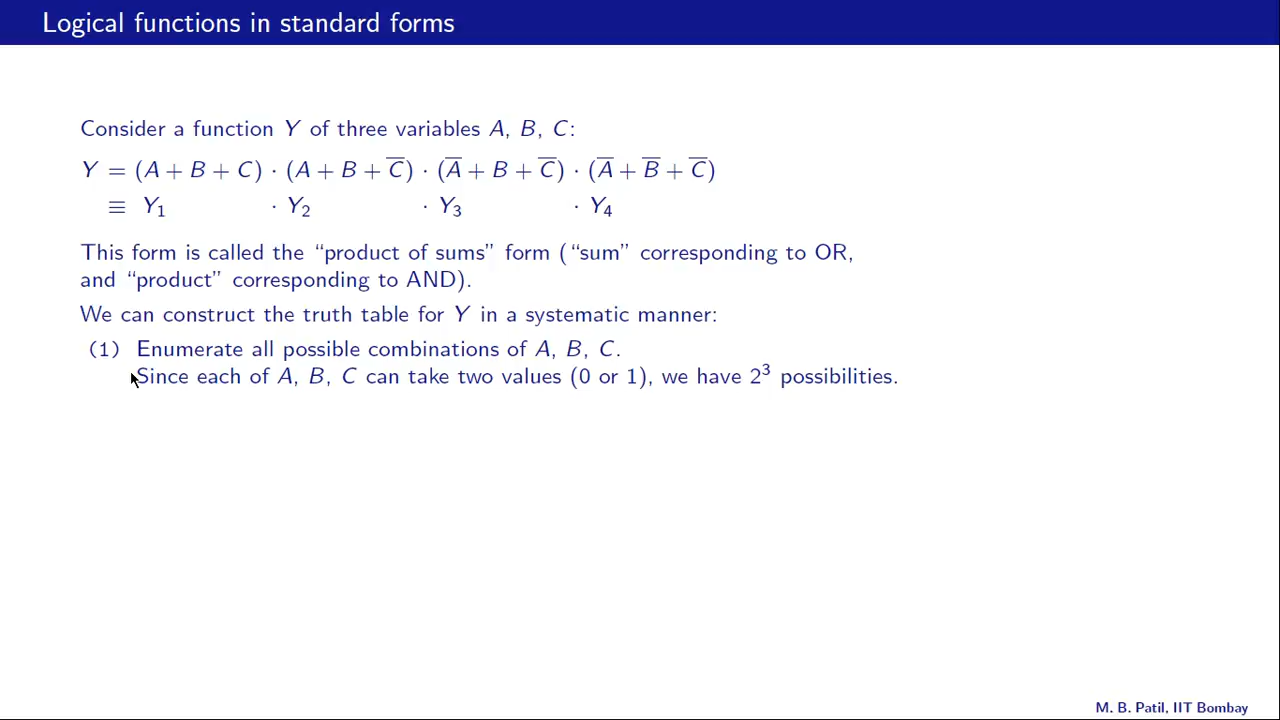 Logical functions in standard forms
Consider a function Y of three variables A, B, C:
Y = (A + B + C) · (A + B + C̅) · (A̅ + B + C̅) · (A̅ + B̅ + C̅)
≡ Y₁ · Y₂ · Y₃ · Y₄
This form is called the “product of sums” form (“sum” corresponding to OR,
and “product” corresponding to AND).
We can construct the truth table for Y in a systematic manner:
(1) Enumerate all possible combinations of A, B, C.
Since each of A, B, C can take two values (0 or 1), we have 2³ possibilities.
M. B. Patil, IIT Bombay